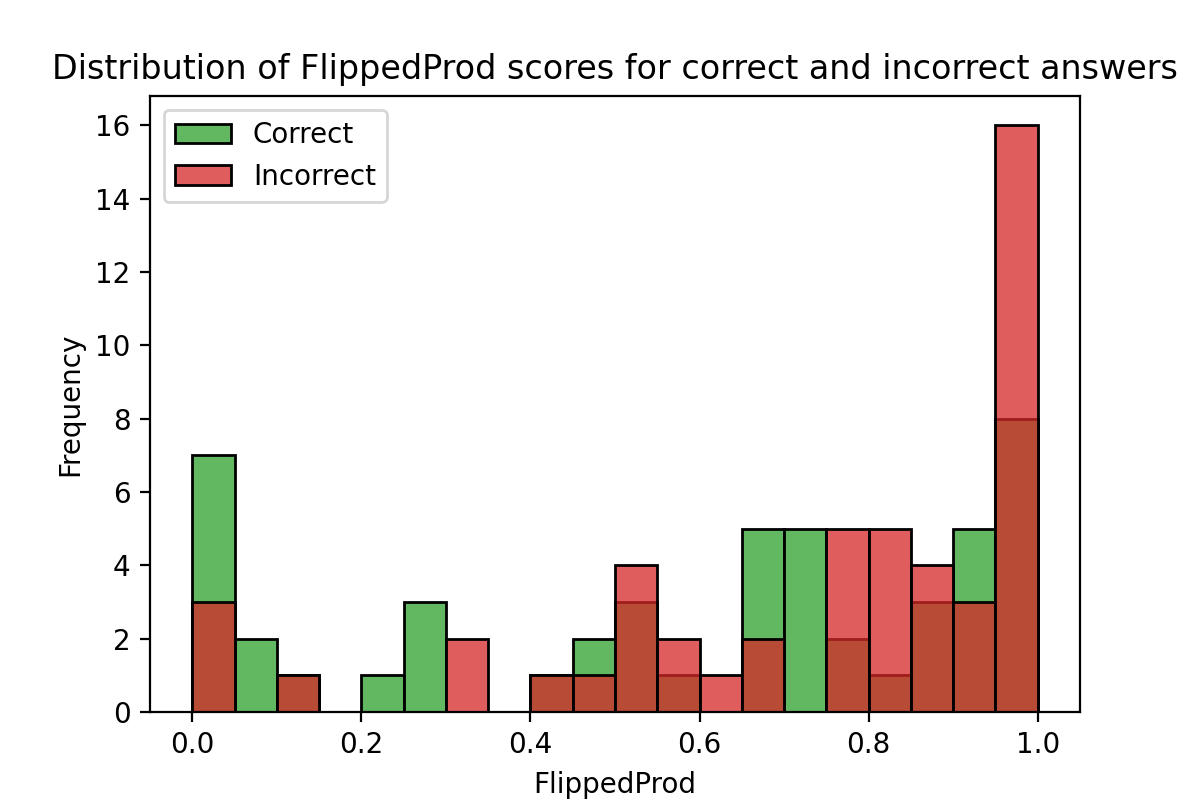 Distribution of FlippedProd scores for correct and incorrect answers
Correct
Incorrect
16
14
12
10
8
6
4
2
0
Frequency
0.0 0.2 0.4 0.6 0.8 1.0
FlippedProd